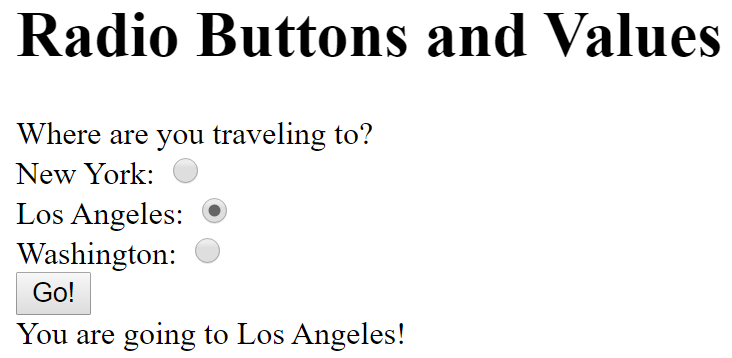 Radio Buttons and Values
Where are you traveling to?
New York:
Los Angeles:
Washington:
Go!
You are going to Los Angeles!